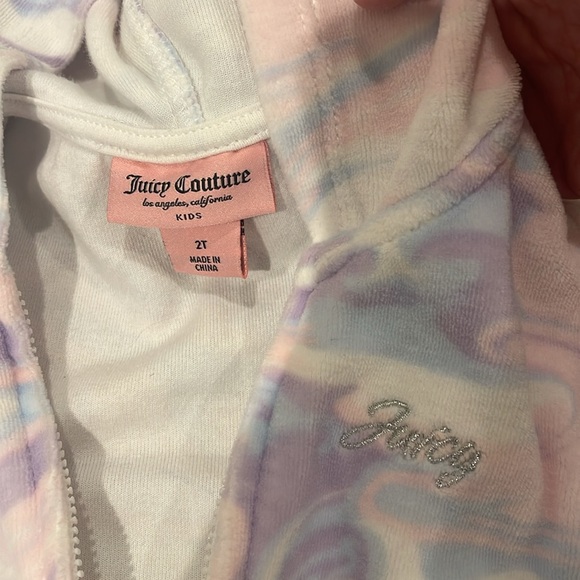 Juicy Couture
los angeles, california
KIDS
2T
MADE IN
CHINA
Juicy